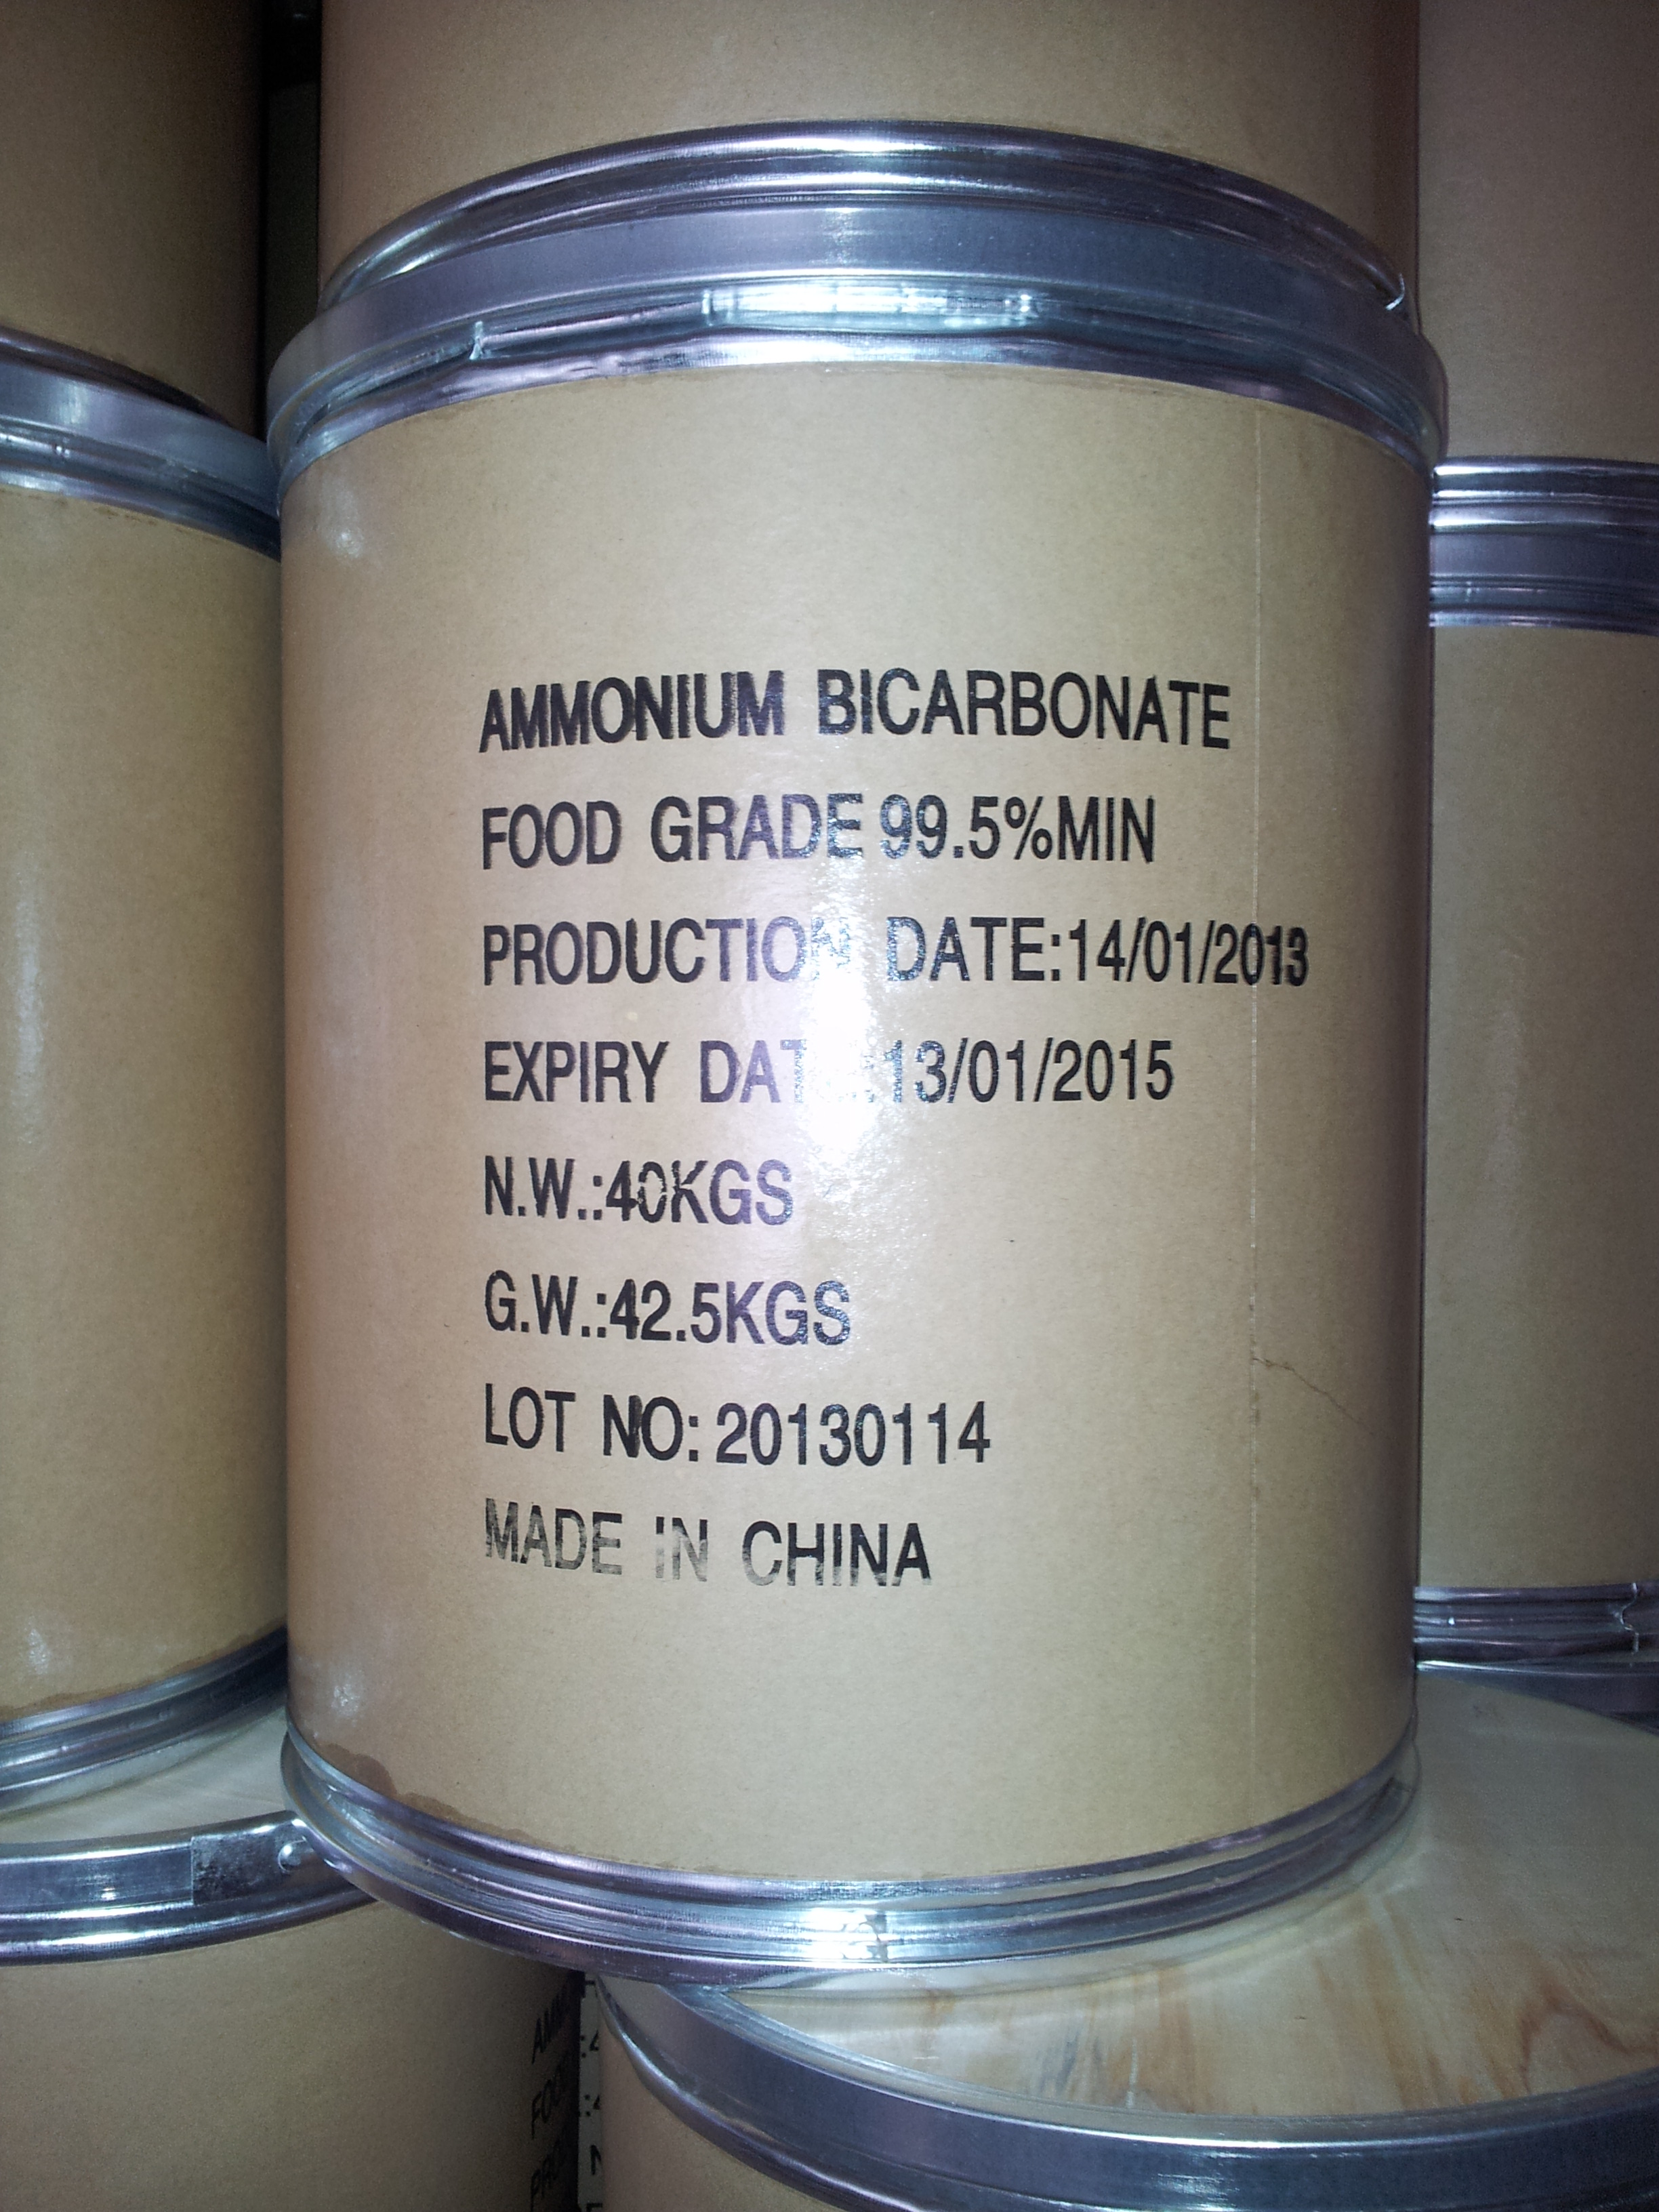 AMMONIUM BICARBONATE
FOOD GRADE 99.5%MIN
PRODUCTION DATE:14/01/2013
EXPIRY DATE:13/01/2015
N.W.:40KGS
G.W.:42.5KGS
LOT NO: 20130114
MADE IN CHINA